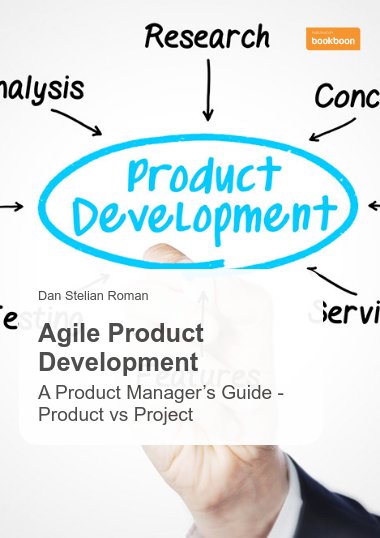 Research
bookboon
nalysis
Conc
Product
Development
Dan Stelian Roman
Te
Servi
Agile Product
Development
A Product Manager's Guide -
Product vs Project